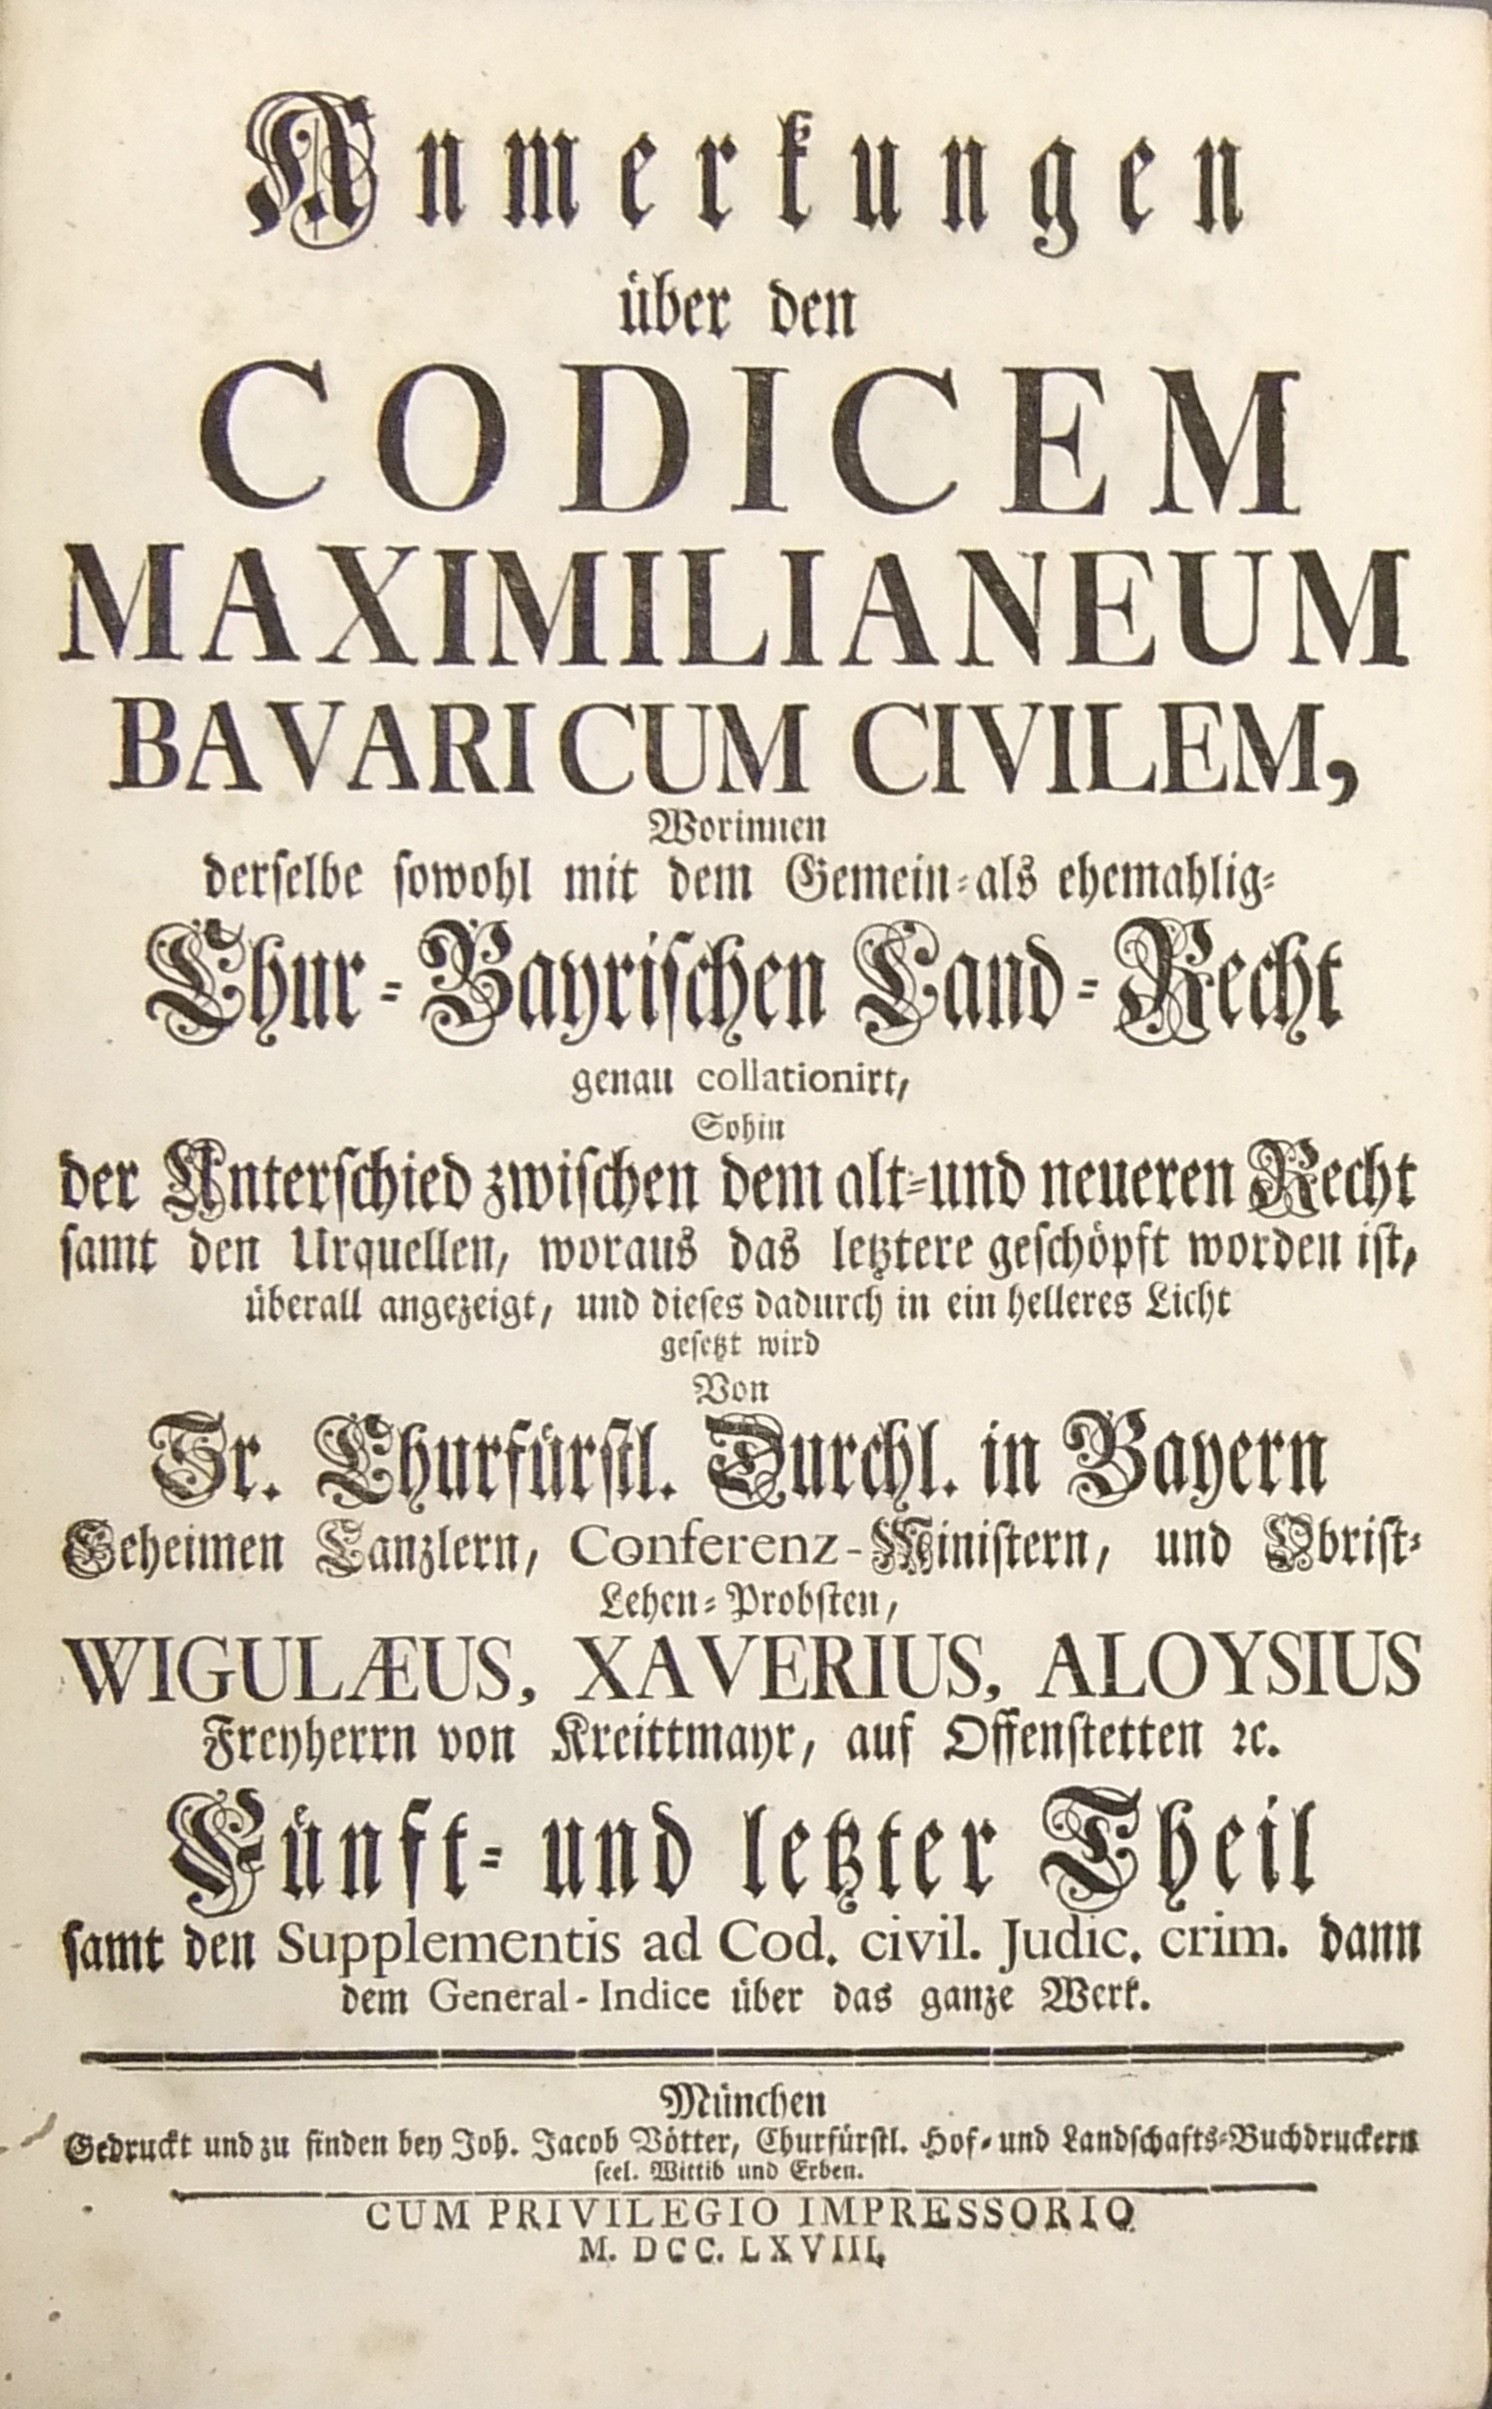 Anmerkungen
über den
CODICEM
MAXIMILIANEUM
BAVARICUM CIVILEM,
Worinnen
derselbe sowohl mit dem Gemein-als ehemahlig-
Chur-Bayrischen Land-Recht
genau collationirt,
Sohin
der Unterschied zwischen dem alt-und neueren Recht
samt den Urquellen, woraus das letztere geschöpft worden ist,
überall angezeigt, und dieses dadurch in ein helleres Licht
gesetzt wird
Von
Sr. Churfürstl. Durchl. in Bayern
Geheimen Canzlern, Conferenz-Ministern, und Obrist-
Lehen-Probsten,
WIGULÆUS, XAVERIUS, ALOYSIUS
Freyherrn von Kreittmayr, auf Offenstetten ꝛc.
Fünft- und letzter Theil
samt den Supplementis ad Cod. civil. Judic. crim. dann
dem General-Indice über das ganze Werk.
München
Gedruckt und zu finden bey Joh. Jacob Vötter, Churfürstl. Hof-und Landschafts-Buchdruckern
seel. Wittib und Erben.
CUM PRIVILEGIO IMPRESSORIO
M. DCC. LXVIII.